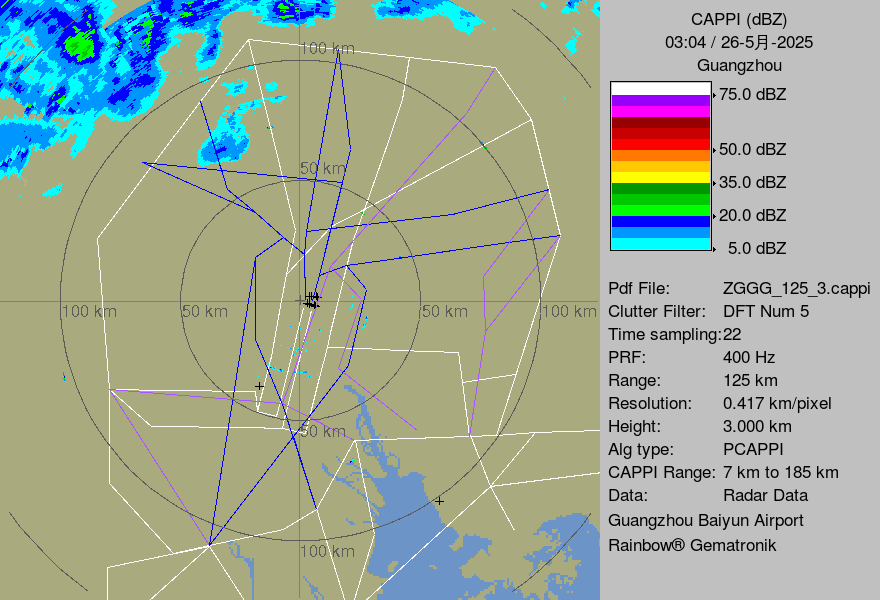 100 km
50 km
100 km
50 km
50 km
100 km
50 km
100 km
CAPPI (dBZ)
03:04 / 26-5月-2025
Guangzhou
75.0 dBZ
50.0 dBZ
35.0 dBZ
20.0 dBZ
5.0 dBZ
Pdf File: ZGGG_125_3.cappi
Clutter Filter: DFT Num 5
Time sampling:22
PRF: 400 Hz
Range: 125 km
Resolution: 0.417 km/pixel
Height: 3.000 km
Alg type: PCAPPI
CAPPI Range: 7 km to 185 km
Data: Radar Data
Guangzhou Baiyun Airport
Rainbow® Gematronik